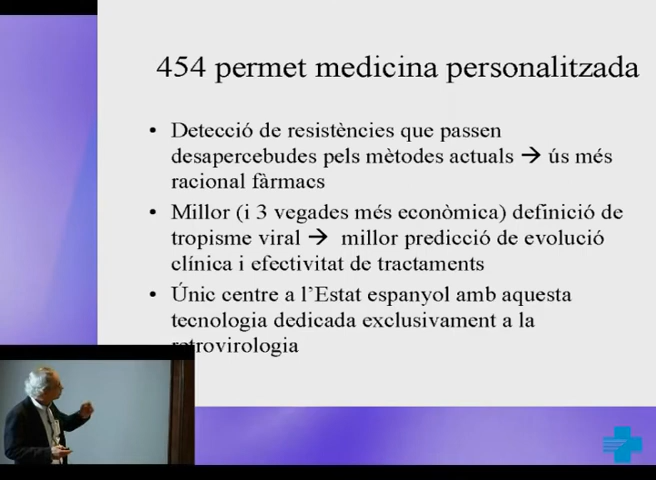 454 permet medicina personalitzada
• Detecció de resistències que passen
desapercebudes pels mètodes actuals → ús més
racional fàrmacs
• Millor (i 3 vegades més econòmica) definició de
tropisme viral → millor predicció de evolució
clínica i efectivitat de tractaments
• Únic centre a l’Estat espanyol amb aquesta
tecnologia dedicada exclusivament a la
retrovirologia